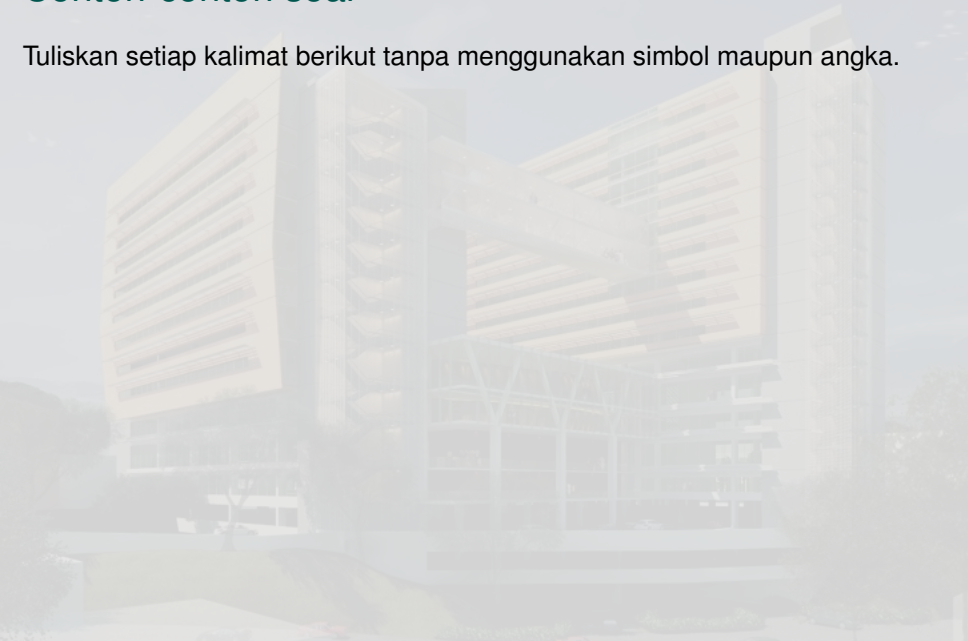 Contoh-contoh soal
Tuliskan setiap kalimat berikut tanpa menggunakan simbol maupun angka.